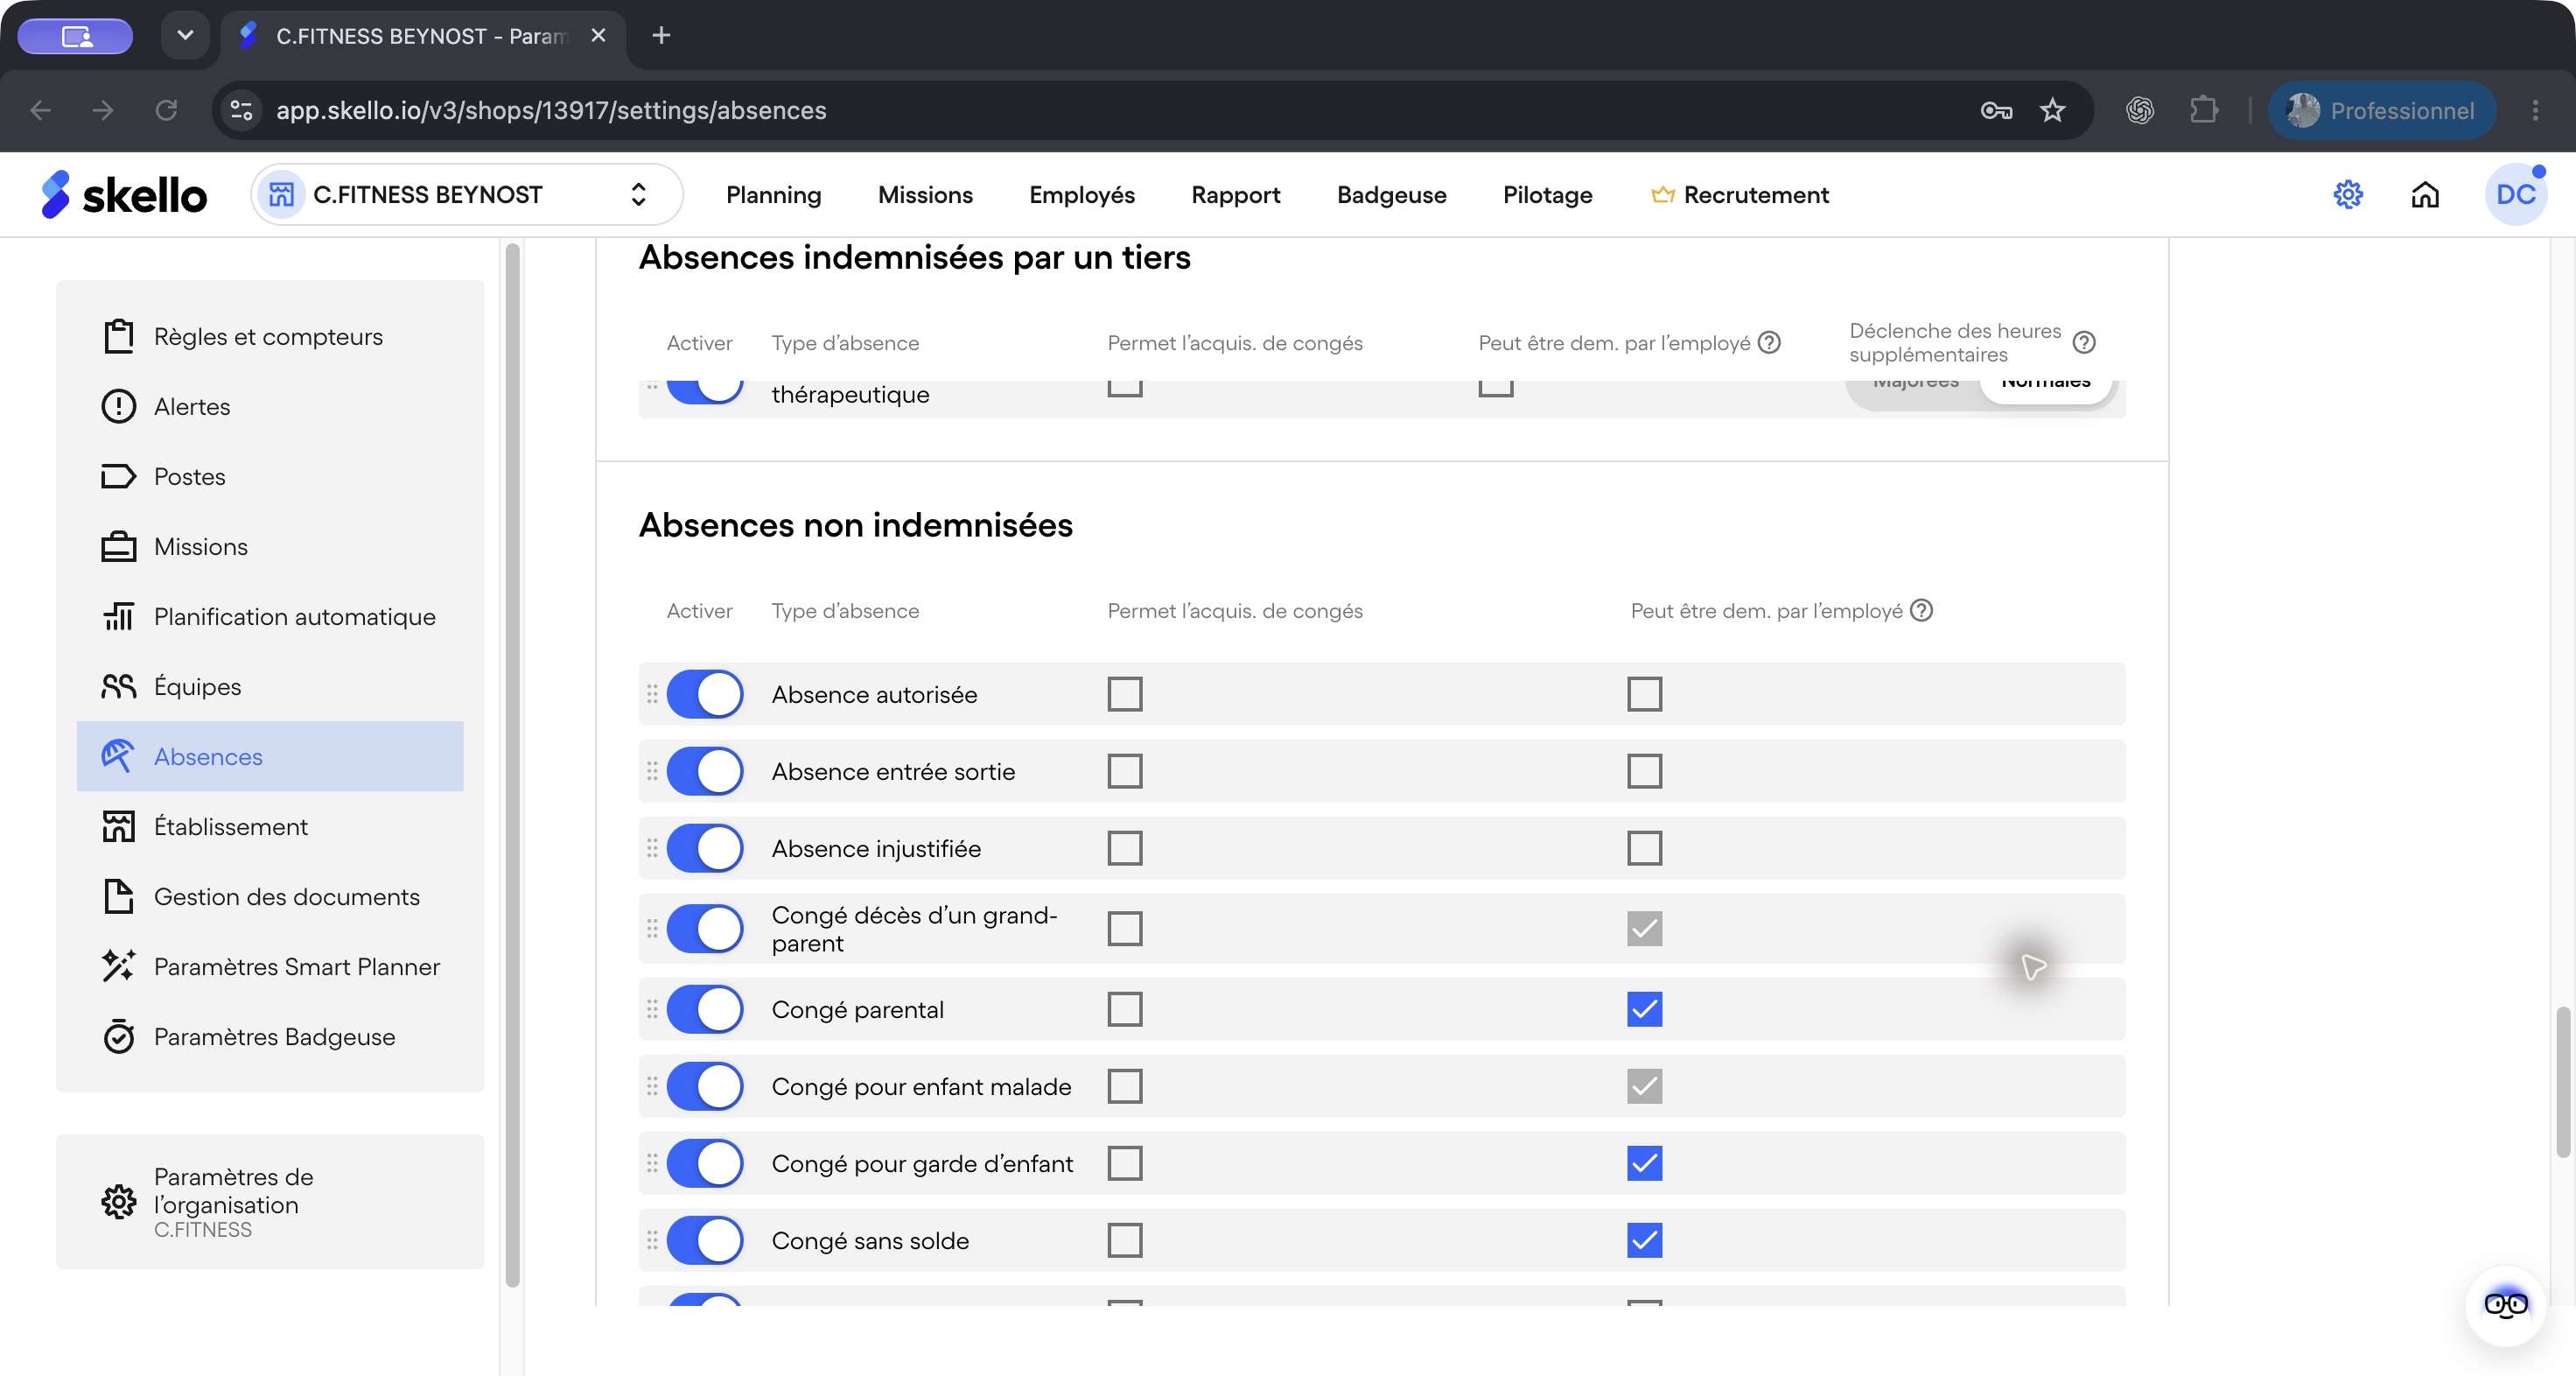 C.FITNESS BEYNOST - Param
app.skello.io/v3/shops/13917/settings/absences
Professionnel
skello
C.FITNESS BEYNOST
Planning
Missions
Employés
Rapport
Badgeuse
Pilotage
Recrutement
DC
Règles et compteurs
Alertes
Postes
Missions
Planification automatique
Équipes
Absences
Établissement
Gestion des documents
Paramètres Smart Planner
Paramètres Badgeuse
Paramètres de
l’organisation
C.FITNESS
Absences indemnisées par un tiers
Activer
Type d’absence
Permet l’acquis. de congés
Peut être dem. par l’employé
Déclenche des heures
supplémentaires
thérapeutique
Majorées
Normales
Absences non indemnisées
Activer
Type d’absence
Permet l’acquis. de congés
Peut être dem. par l’employé
Absence autorisée
Absence entrée sortie
Absence injustifiée
Congé décès d’un grand-
parent
Congé parental
Congé pour enfant malade
Congé pour garde d’enfant
Congé sans solde